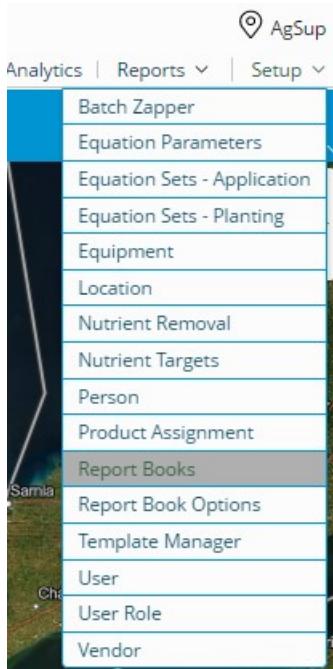 AgSup
Analytics | Reports | Setup
Batch Zapper
Equation Parameters
Equation Sets - Application
Equation Sets - Planting
Equipment
Location
Nutrient Removal
Nutrient Targets
Person
Product Assignment
Report Books
Sarnia
Report Book Options
Template Manager
User
Cha
User Role
Vendor